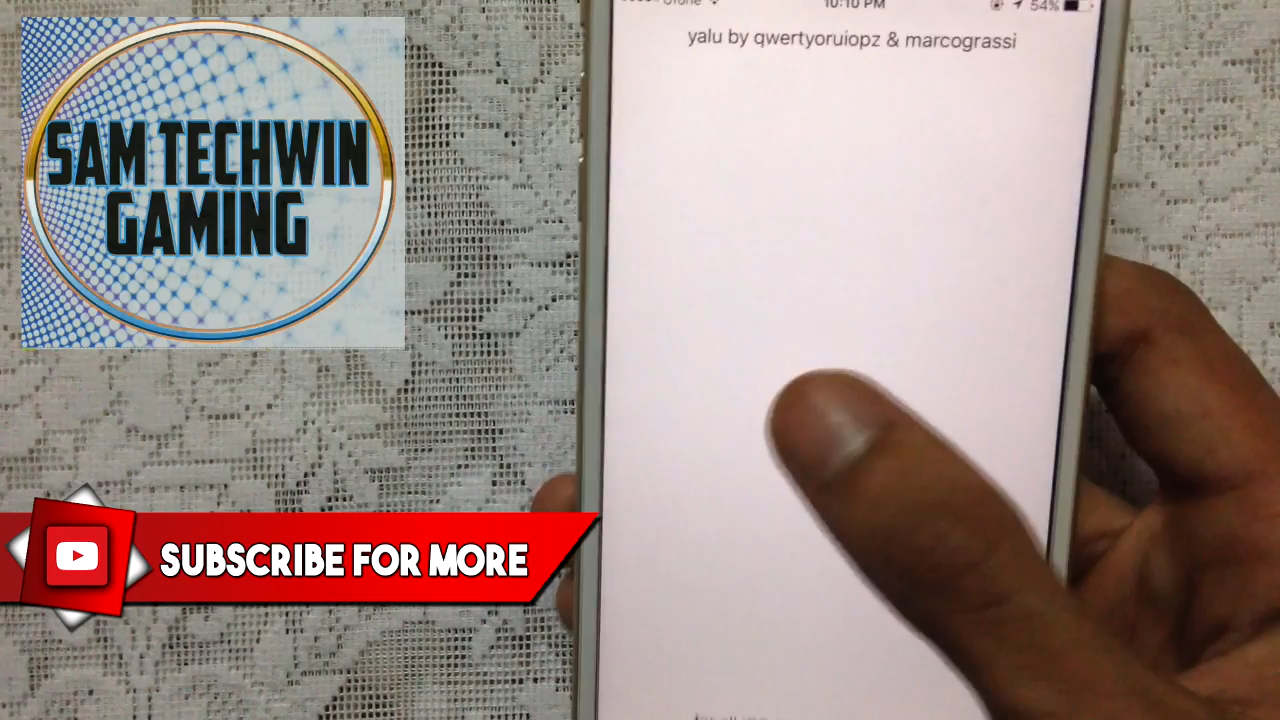 SAM TECHWIN
GAMING
10:10 PM
54%
yalu by qwertyoruiopz & marcograssi
SUBSCRIBE FOR MORE